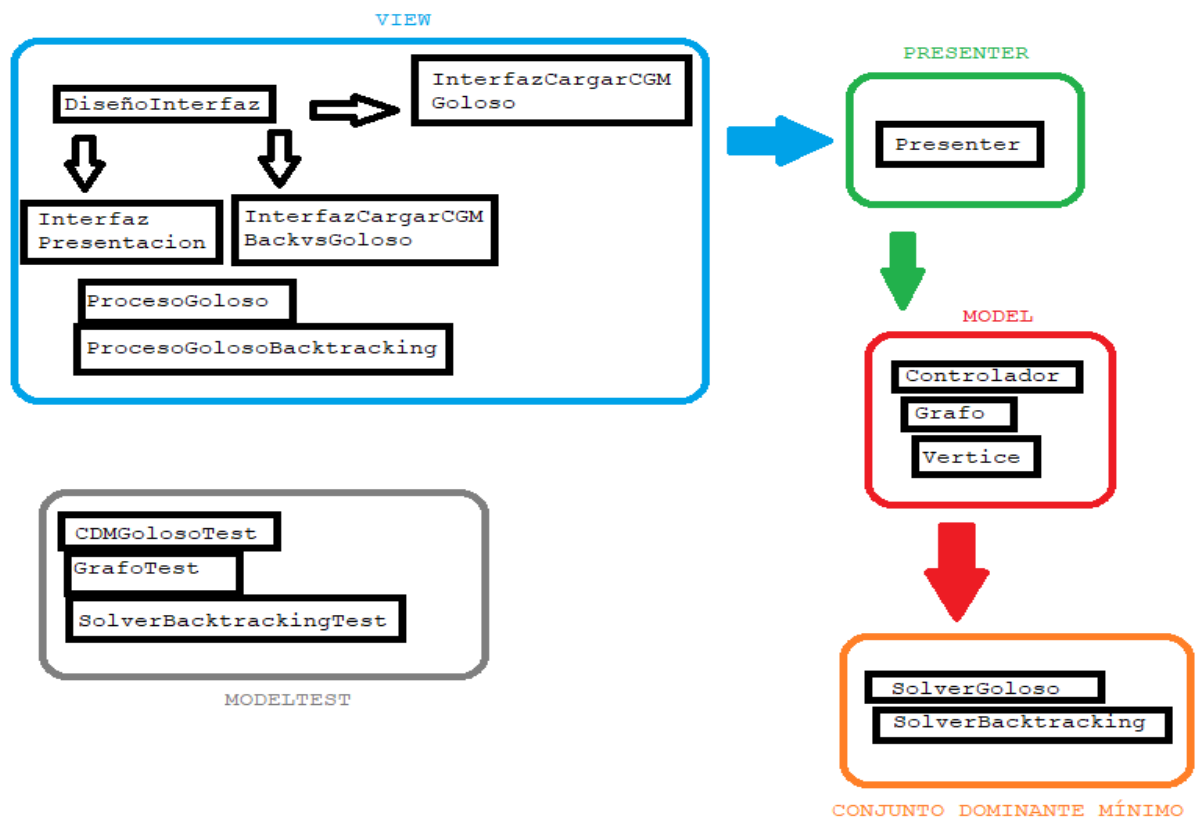 VIEW
DiseñoInterfaz
InterfazCargarCGM
Goloso
Interfaz
Presentacion
InterfazCargarCGM
BackvsGoloso
ProcesoGoloso
ProcesoGolosoBacktracking
PRESENTER
Presenter
MODEL
Controlador
Grafo
Vertice
CDMGolosoTest
GrafoTest
SolverBacktrackingTest
MODELTEST
SolverGoloso
SolverBacktracking
CONJUNTO DOMINANTE MÍNIMO